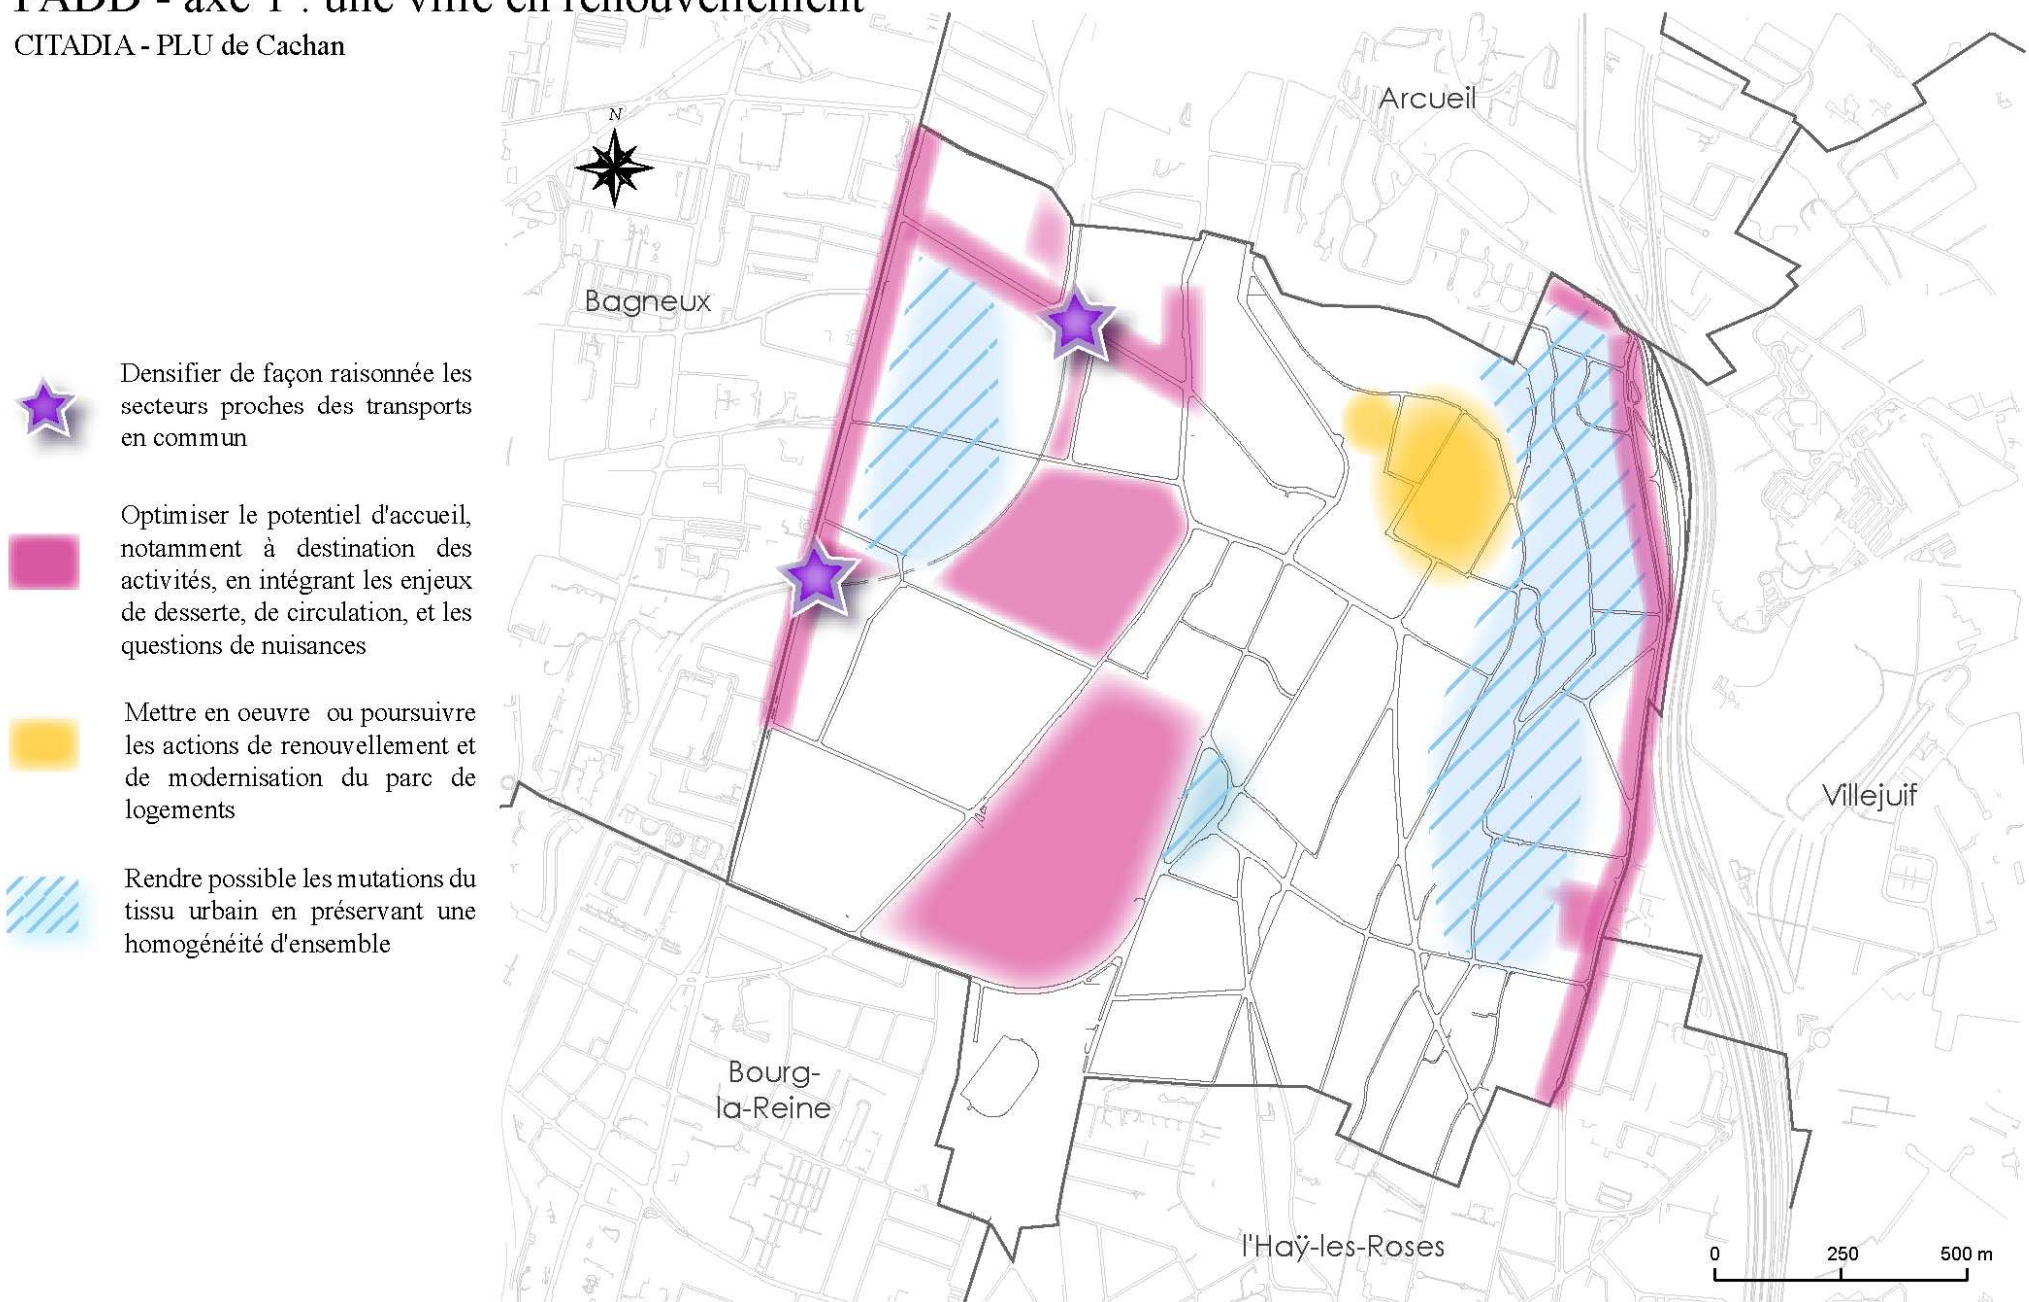 PADD - axe 1 : une ville en renouvellement
CITADIA - PLU de Cachan
N
Arcueil
Bagneux
Densifier de façon raisonnée les
secteurs proches des transports
en commun
Optimiser le potentiel d'accueil,
notamment à destination des
activités, en intégrant les enjeux
de desserte, de circulation, et les
questions de nuisances
Mettre en oeuvre ou poursuivre
les actions de renouvellement et
de modernisation du parc de
logements
Villejuif
Rendre possible les mutations du
tissu urbain en préservant une
homogénéité d'ensemble
Bourg-
la-Reine
l'Haÿ-les-Roses
0 250 500 m